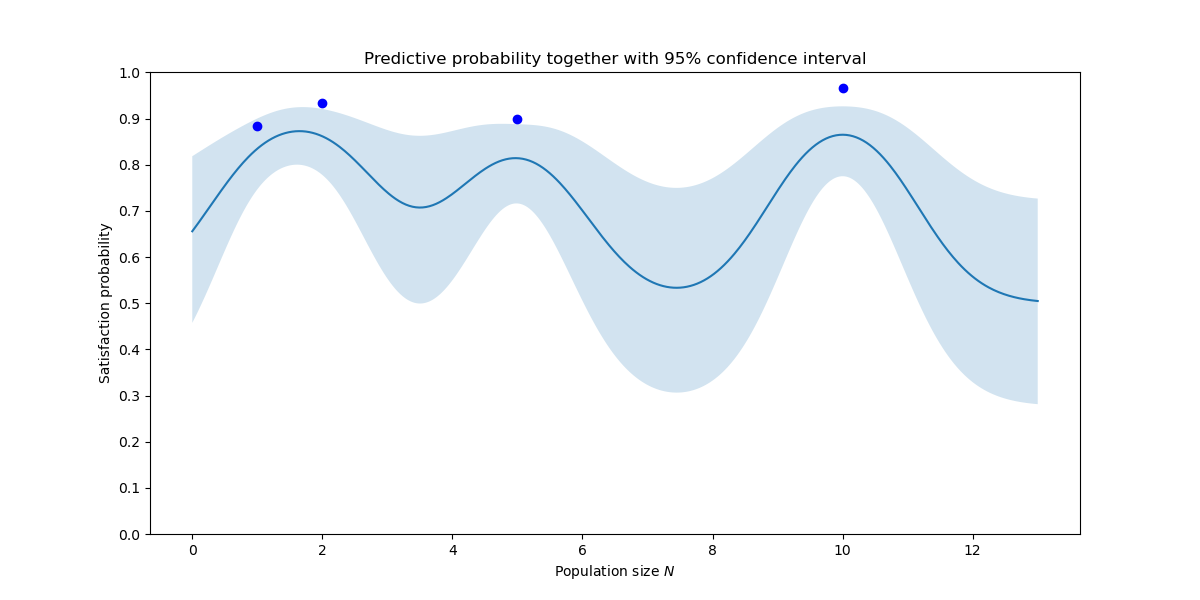 Predictive probability together with 95% confidence interval
1.0
0.9
0.8
0.7
0.6
0.5
0.4
0.3
0.2
0.1
0.0
Satisfaction probability
0 2 4 6 8 10 12
Population size N